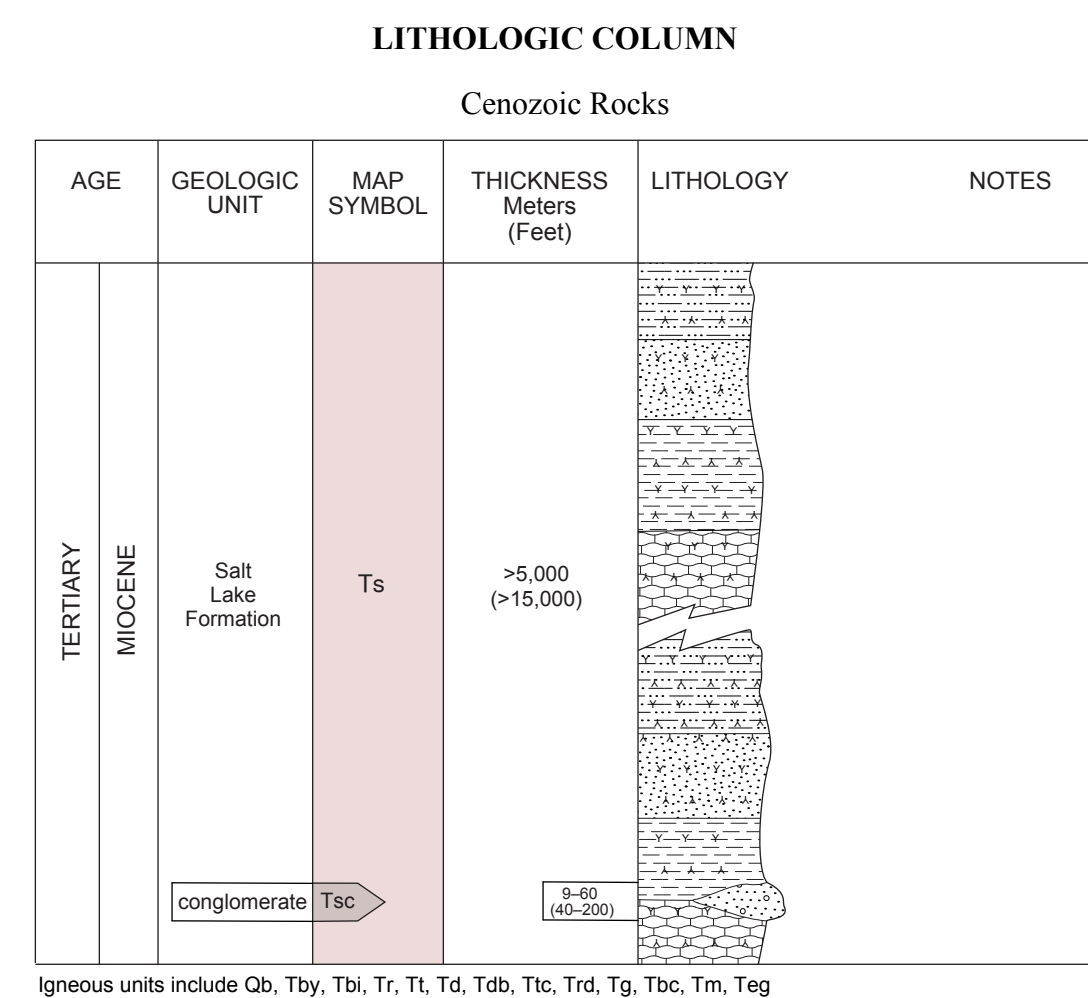 LITHOLOGIC COLUMN
Cenozoic Rocks
AGE
GEOLOGIC
UNIT
MAP
SYMBOL
THICKNESS
Meters
(Feet)
LITHOLOGY
NOTES
TERTIARY
MIOCENE
Salt
Lake
Formation
Ts
>5,000
(>15,000)
conglomerate
Tsc
9–60
(40–200)
Igneous units include Qb, Tby, Tbi, Tr, Tt, Td, Tdb, Ttc, Trd, Tg, Tbc, Tm, Teg